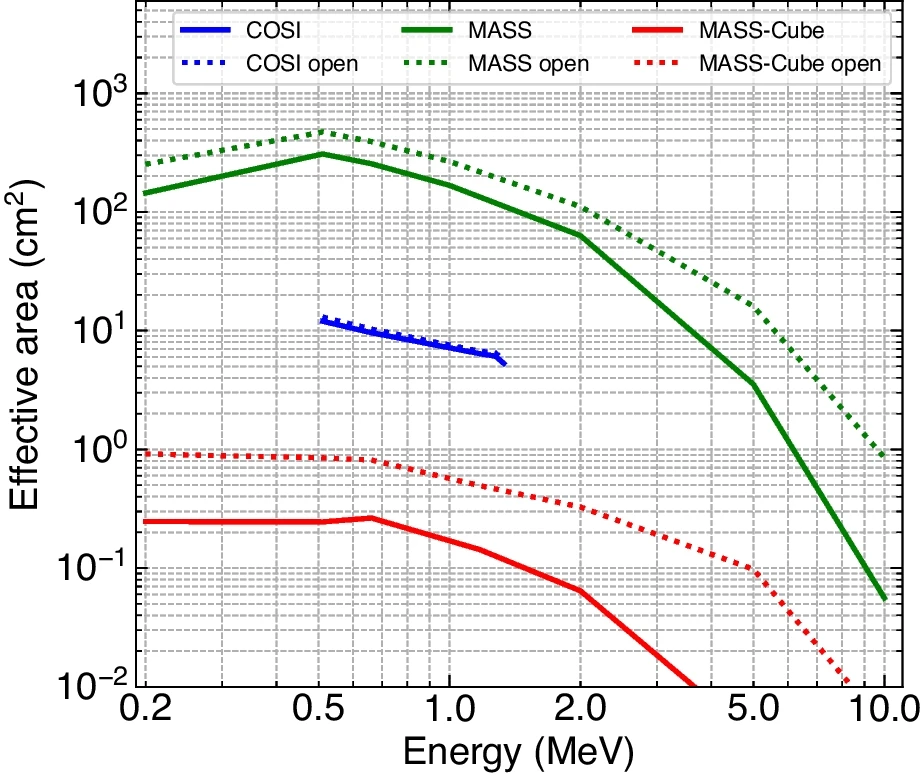 COSI MASS MASS-Cube
COSI open MASS open MASS-Cube open
10³
10²
10¹
10⁰
10⁻¹
10⁻²
Effective area (cm²)
0.2 0.5 1.0 2.0 5.0 10.0
Energy (MeV)